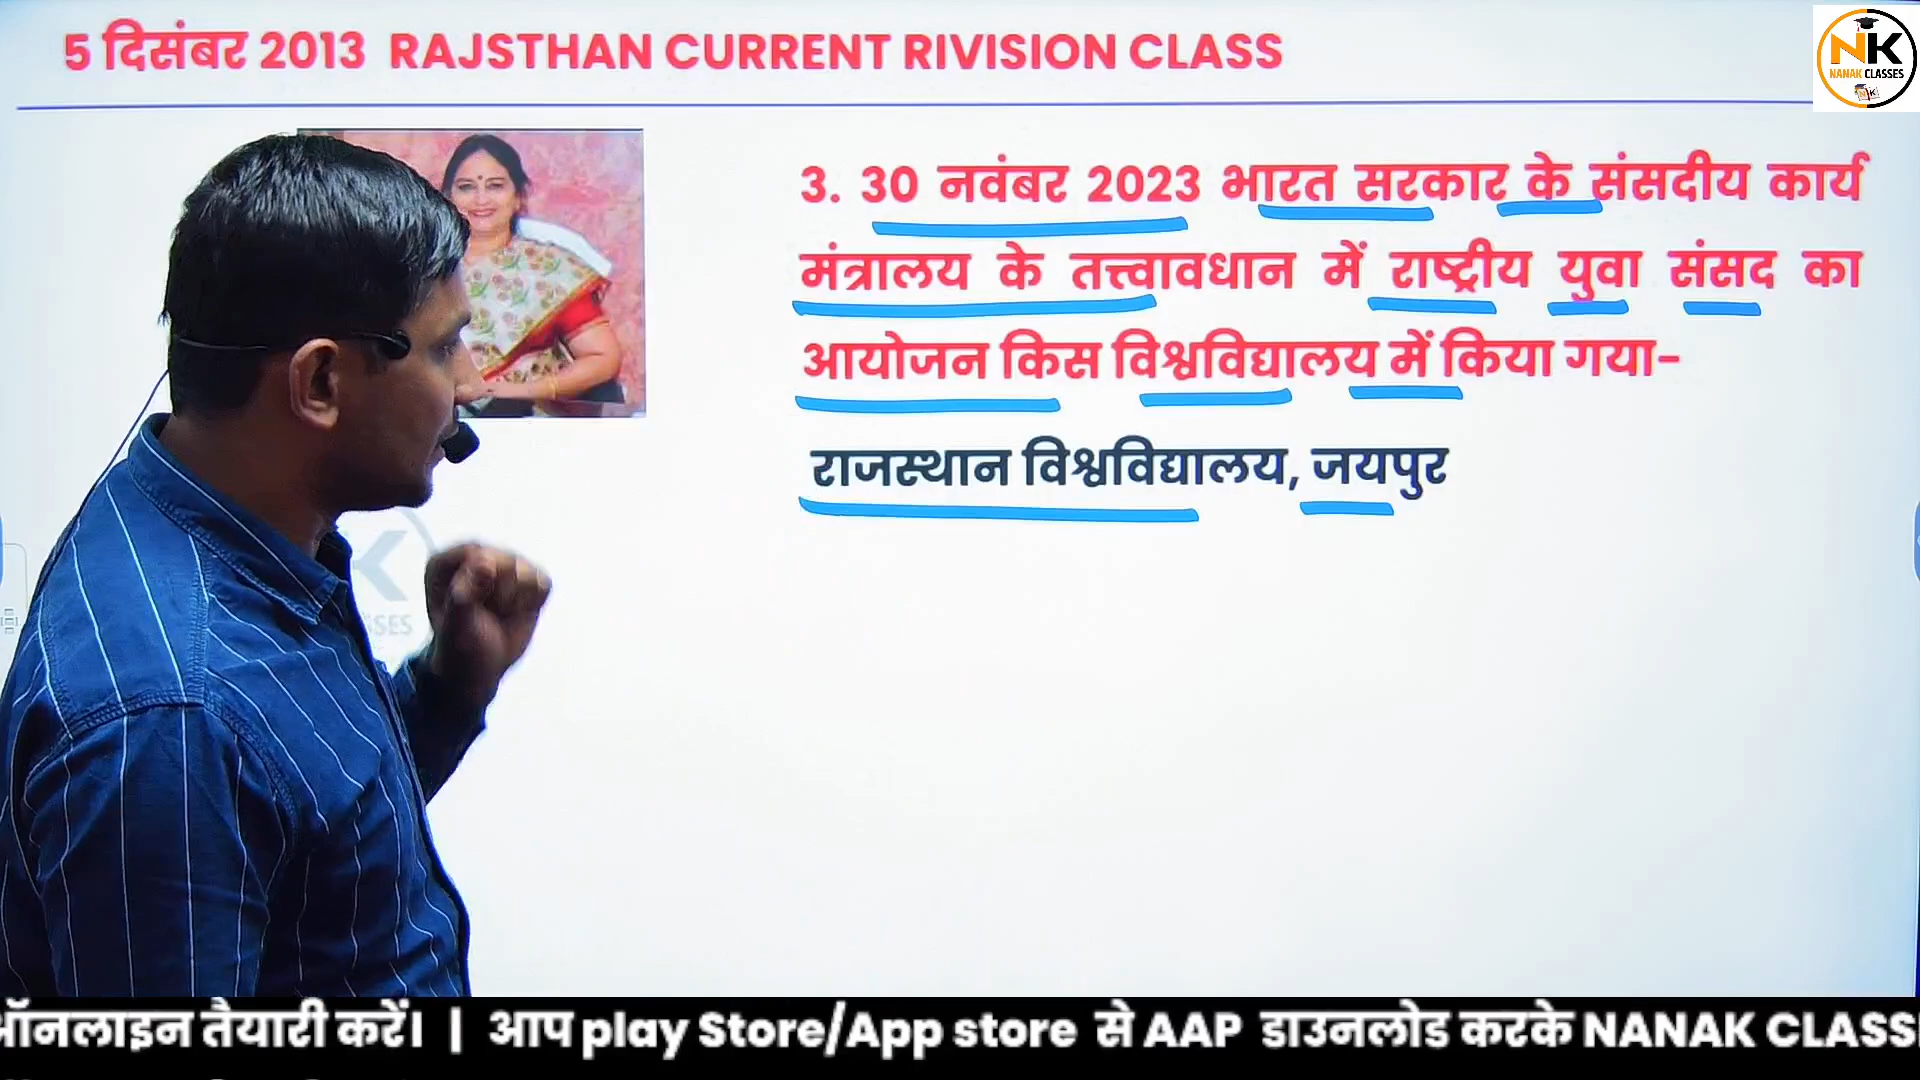 5 दिसंबर 2013 RAJSTHAN CURRENT RIVISION CLASS
NK
NANAK CLASSES
3. 30 नवंबर 2023 भारत सरकार के संसदीय कार्य
मंत्रालय के तत्त्वावधान में राष्ट्रीय युवा संसद का
आयोजन किस विश्वविद्यालय में किया गया-
राजस्थान विश्वविद्यालय, जयपुर
ऑनलाइन तैयारी करें। | आप play Store/App store से AAP डाउनलोड करके NANAK CLASS